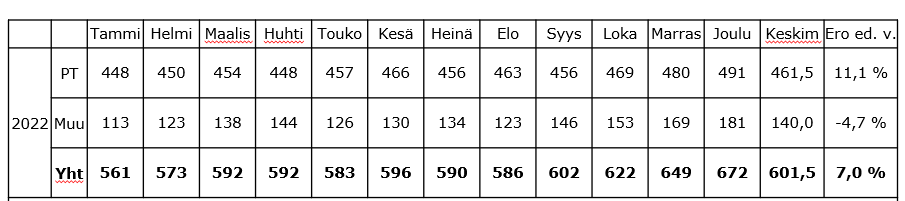 Tammi Helmi Maalis Huhti Touko Kesä Heinä Elo Syys Loka Marras Joulu Keskim Ero ed. v.
PT 448 450 454 448 457 466 456 463 456 469 480 491 461,5 11,1 %
2022 Muu 113 123 138 144 126 130 134 123 146 153 169 181 140,0 -4,7 %
Yht 561 573 592 592 583 596 590 586 602 622 649 672 601,5 7,0 %